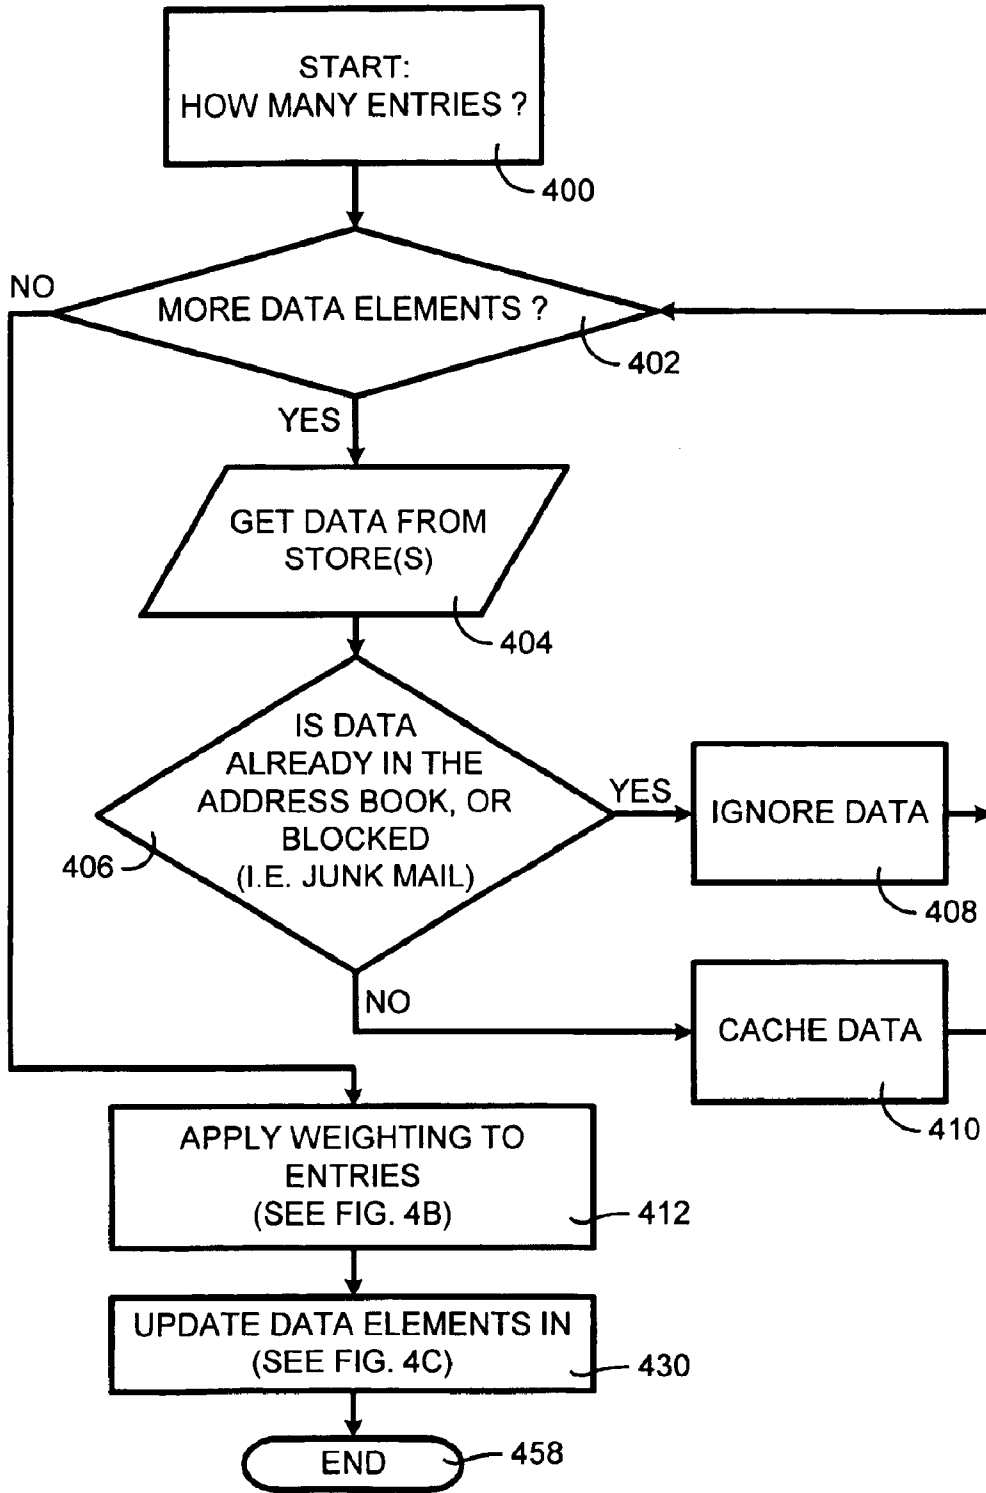 START:
HOW MANY ENTRIES ?
400
NO
MORE DATA ELEMENTS ?
402
YES
GET DATA FROM
STORE(S)
404
IS DATA
ALREADY IN THE
ADDRESS BOOK, OR
BLOCKED
(I.E. JUNK MAIL)
406
YES
IGNORE DATA
408
NO
CACHE DATA
410
APPLY WEIGHTING TO
ENTRIES
(SEE FIG. 4B)
412
UPDATE DATA ELEMENTS IN
(SEE FIG. 4C)
430
END
458